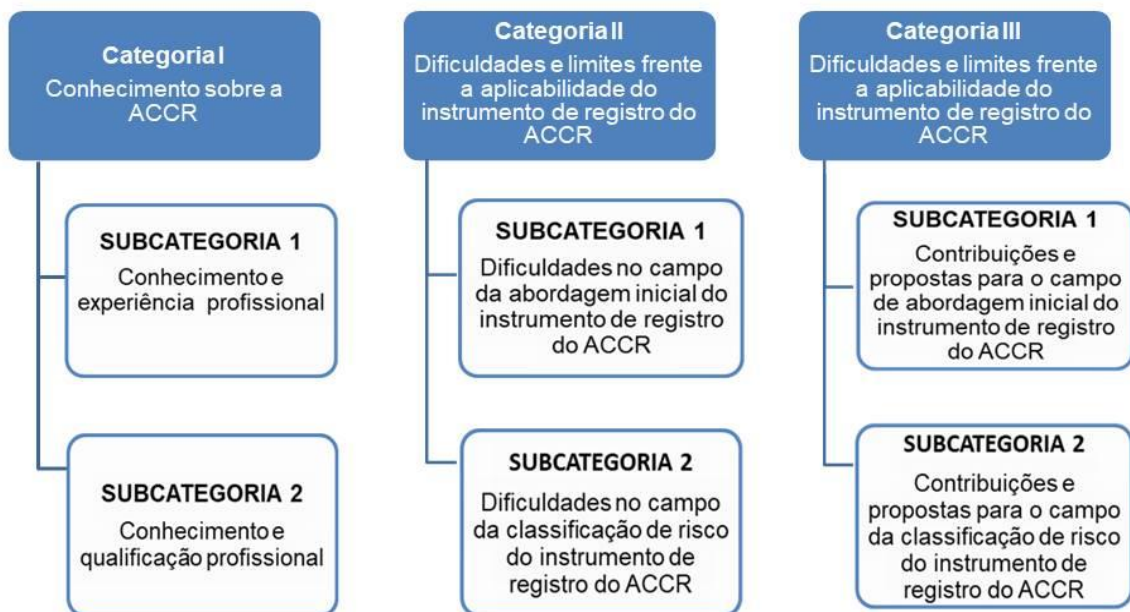 Categoria I
Conhecimento sobre a
ACCR
SUBCATEGORIA 1
Conhecimento e
experiência profissional
SUBCATEGORIA 2
Conhecimento e
qualificação profissional
Categoria II
Dificuldades e limites frente
a aplicabilidade do
instrumento de registro do
ACCR
SUBCATEGORIA 1
Dificuldades no campo
da abordagem inicial do
instrumento de registro
do ACCR
SUBCATEGORIA 2
Dificuldades no campo
da classificação de risco
do instrumento de
registro do ACCR
Categoria III
Dificuldades e limites frente
a aplicabilidade do
instrumento de registro do
ACCR
SUBCATEGORIA 1
Contribuições e
propostas para o campo
de abordagem inicial do
instrumento de registro
do ACCR
SUBCATEGORIA 2
Contribuições e
propostas para o campo
da classificação de risco
do instrumento de
registro do ACCR